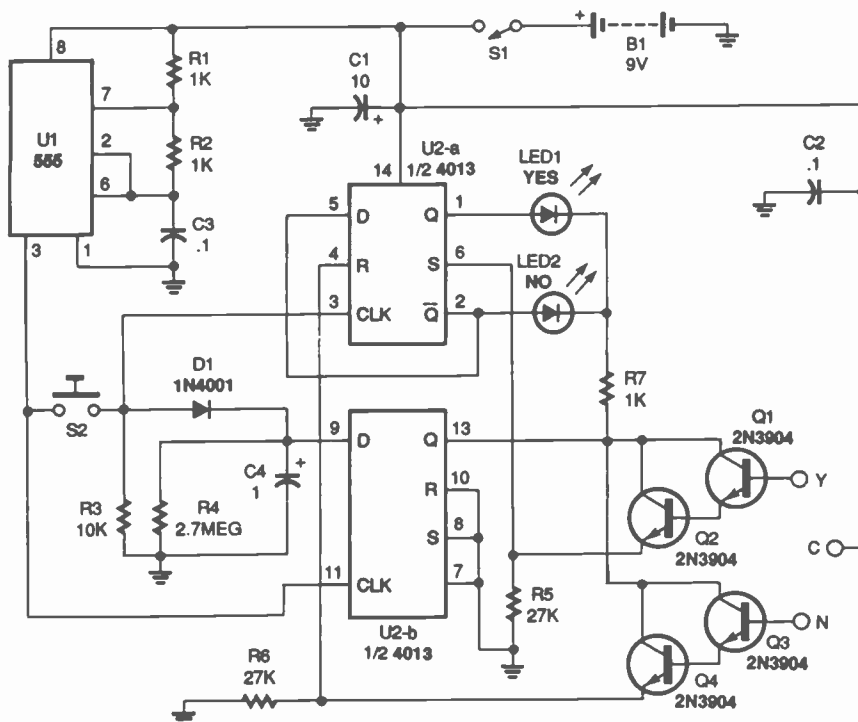 8
R1
1K
7
U1
555
2
R2
1K
6
C3
.1
3
1
C1
10
+
S1
+
B1
9V
C2
.1
U2-a
1/2 4013
14
5
D
Q
1
4
R
S
6
3
CLK
Q
2
LED1
YES
LED2
NO
R7
1K
S2
D1
1N4001
R3
10K
R4
2.7MEG
C4
1
+
9
D
Q
13
R
10
S
8
7
11
CLK
U2-b
1/2 4013
R5
27K
R6
27K
Q1
2N3904
Y
Q2
2N3904
C
N
Q3
2N3904
Q4
2N3904